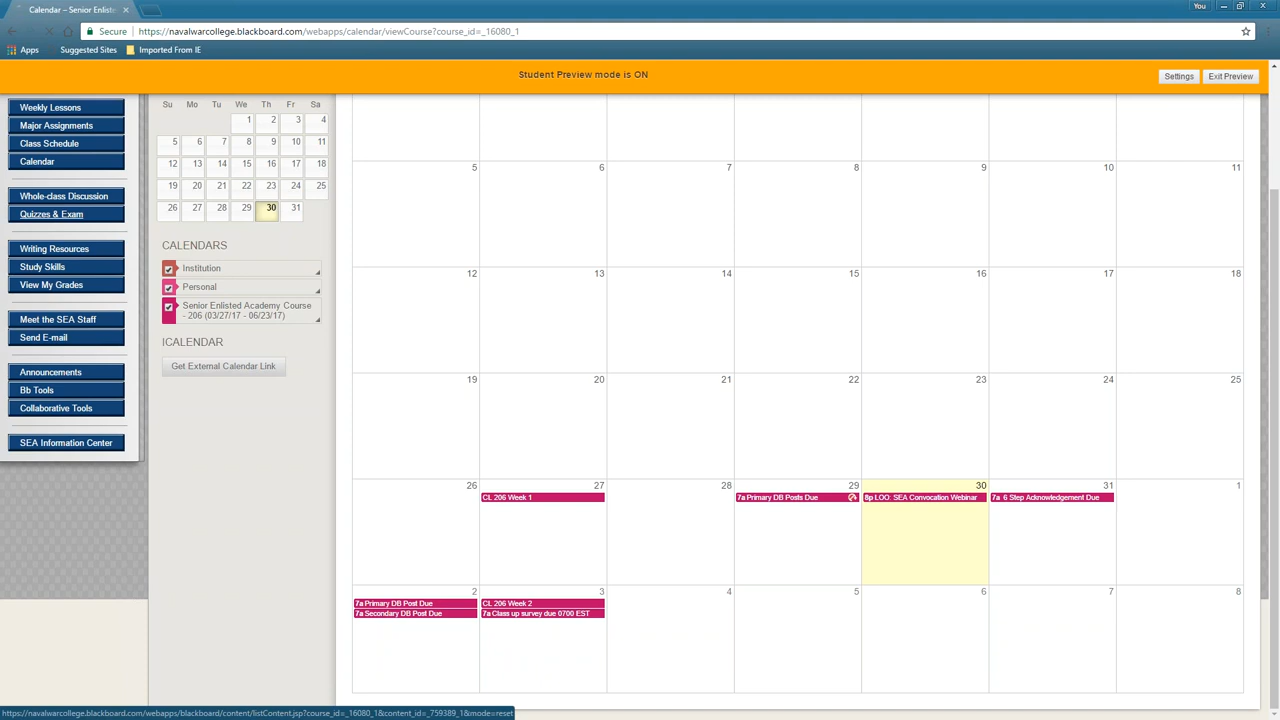 Calendar – Senior Enliste
You
Secure
https://navalwarcollege.blackboard.com/webapps/calendar/viewCourse?course_id=_16080_1
Apps
Suggested Sites
Imported From IE
Student Preview mode is ON
Settings
Exit Preview
Weekly Lessons
Major Assignments
Class Schedule
Calendar
Whole-class Discussion
Quizzes & Exam
Writing Resources
Study Skills
View My Grades
Meet the SEA Staff
Send E-mail
Announcements
Bb Tools
Collaborative Tools
SEA Information Center
Su Mo Tu We Th Fr Sa
1 2 3 4
5 6 7 8 9 10 11
12 13 14 15 16 17 18
19 20 21 22 23 24 25
26 27 28 29 30 31
CALENDARS
Institution
Personal
Senior Enlisted Academy Course
- 206 (03/27/17 - 06/23/17)
ICALENDAR
Get External Calendar Link
5 6 7 8 9 10 11
12 13 14 15 16 17 18
19 20 21 22 23 24 25
26 27 28 29 30 31 1
CL 206 Week 1
7a Primary DB Posts Due
8p LOO: SEA Convocation Webinar
7a 6 Step Acknowledgement Due
2 3 4 5 6 7 8
7a Primary DB Post Due
7a Secondary DB Post Due
CL 206 Week 2
7a Class up survey due 0700 EST
https://navalwarcollege.blackboard.com/webapps/blackboard/content/listContent.jsp?course_id=_16080_1&content_id=_759389_1&mode=reset